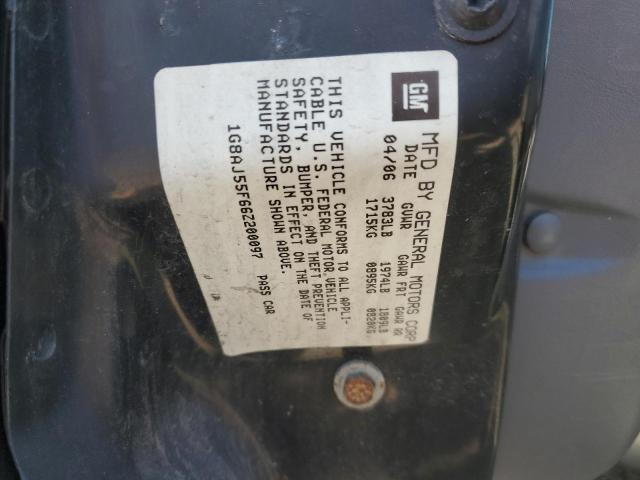 GM
MFD BY GENERAL MOTORS CORP
DATE GVWR GAWR FRT GAWR RR
04/06 3783LB 1974LB 1809LB
1715KG 0895KG 0820KG
THIS VEHICLE CONFORMS TO ALL APPLI-
CABLE U.S. FEDERAL MOTOR VEHICLE
SAFETY, BUMPER, AND THEFT PREVENTION
STANDARDS IN EFFECT ON THE DATE OF
MANUFACTURE SHOWN ABOVE.
1G8AJ55F66Z200097 PASS CAR